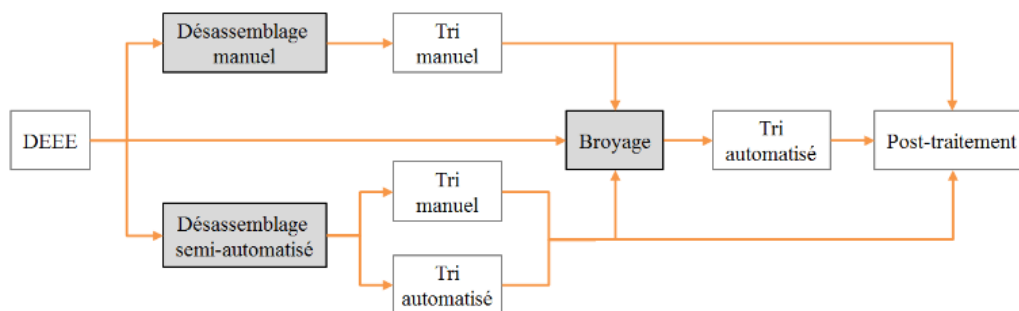 Désassemblage
manuel
Tri
manuel
DEEE
Broyage
Tri
automatisé
Post-traitement
Désassemblage
semi-automatisé
Tri
manuel
Tri
automatisé